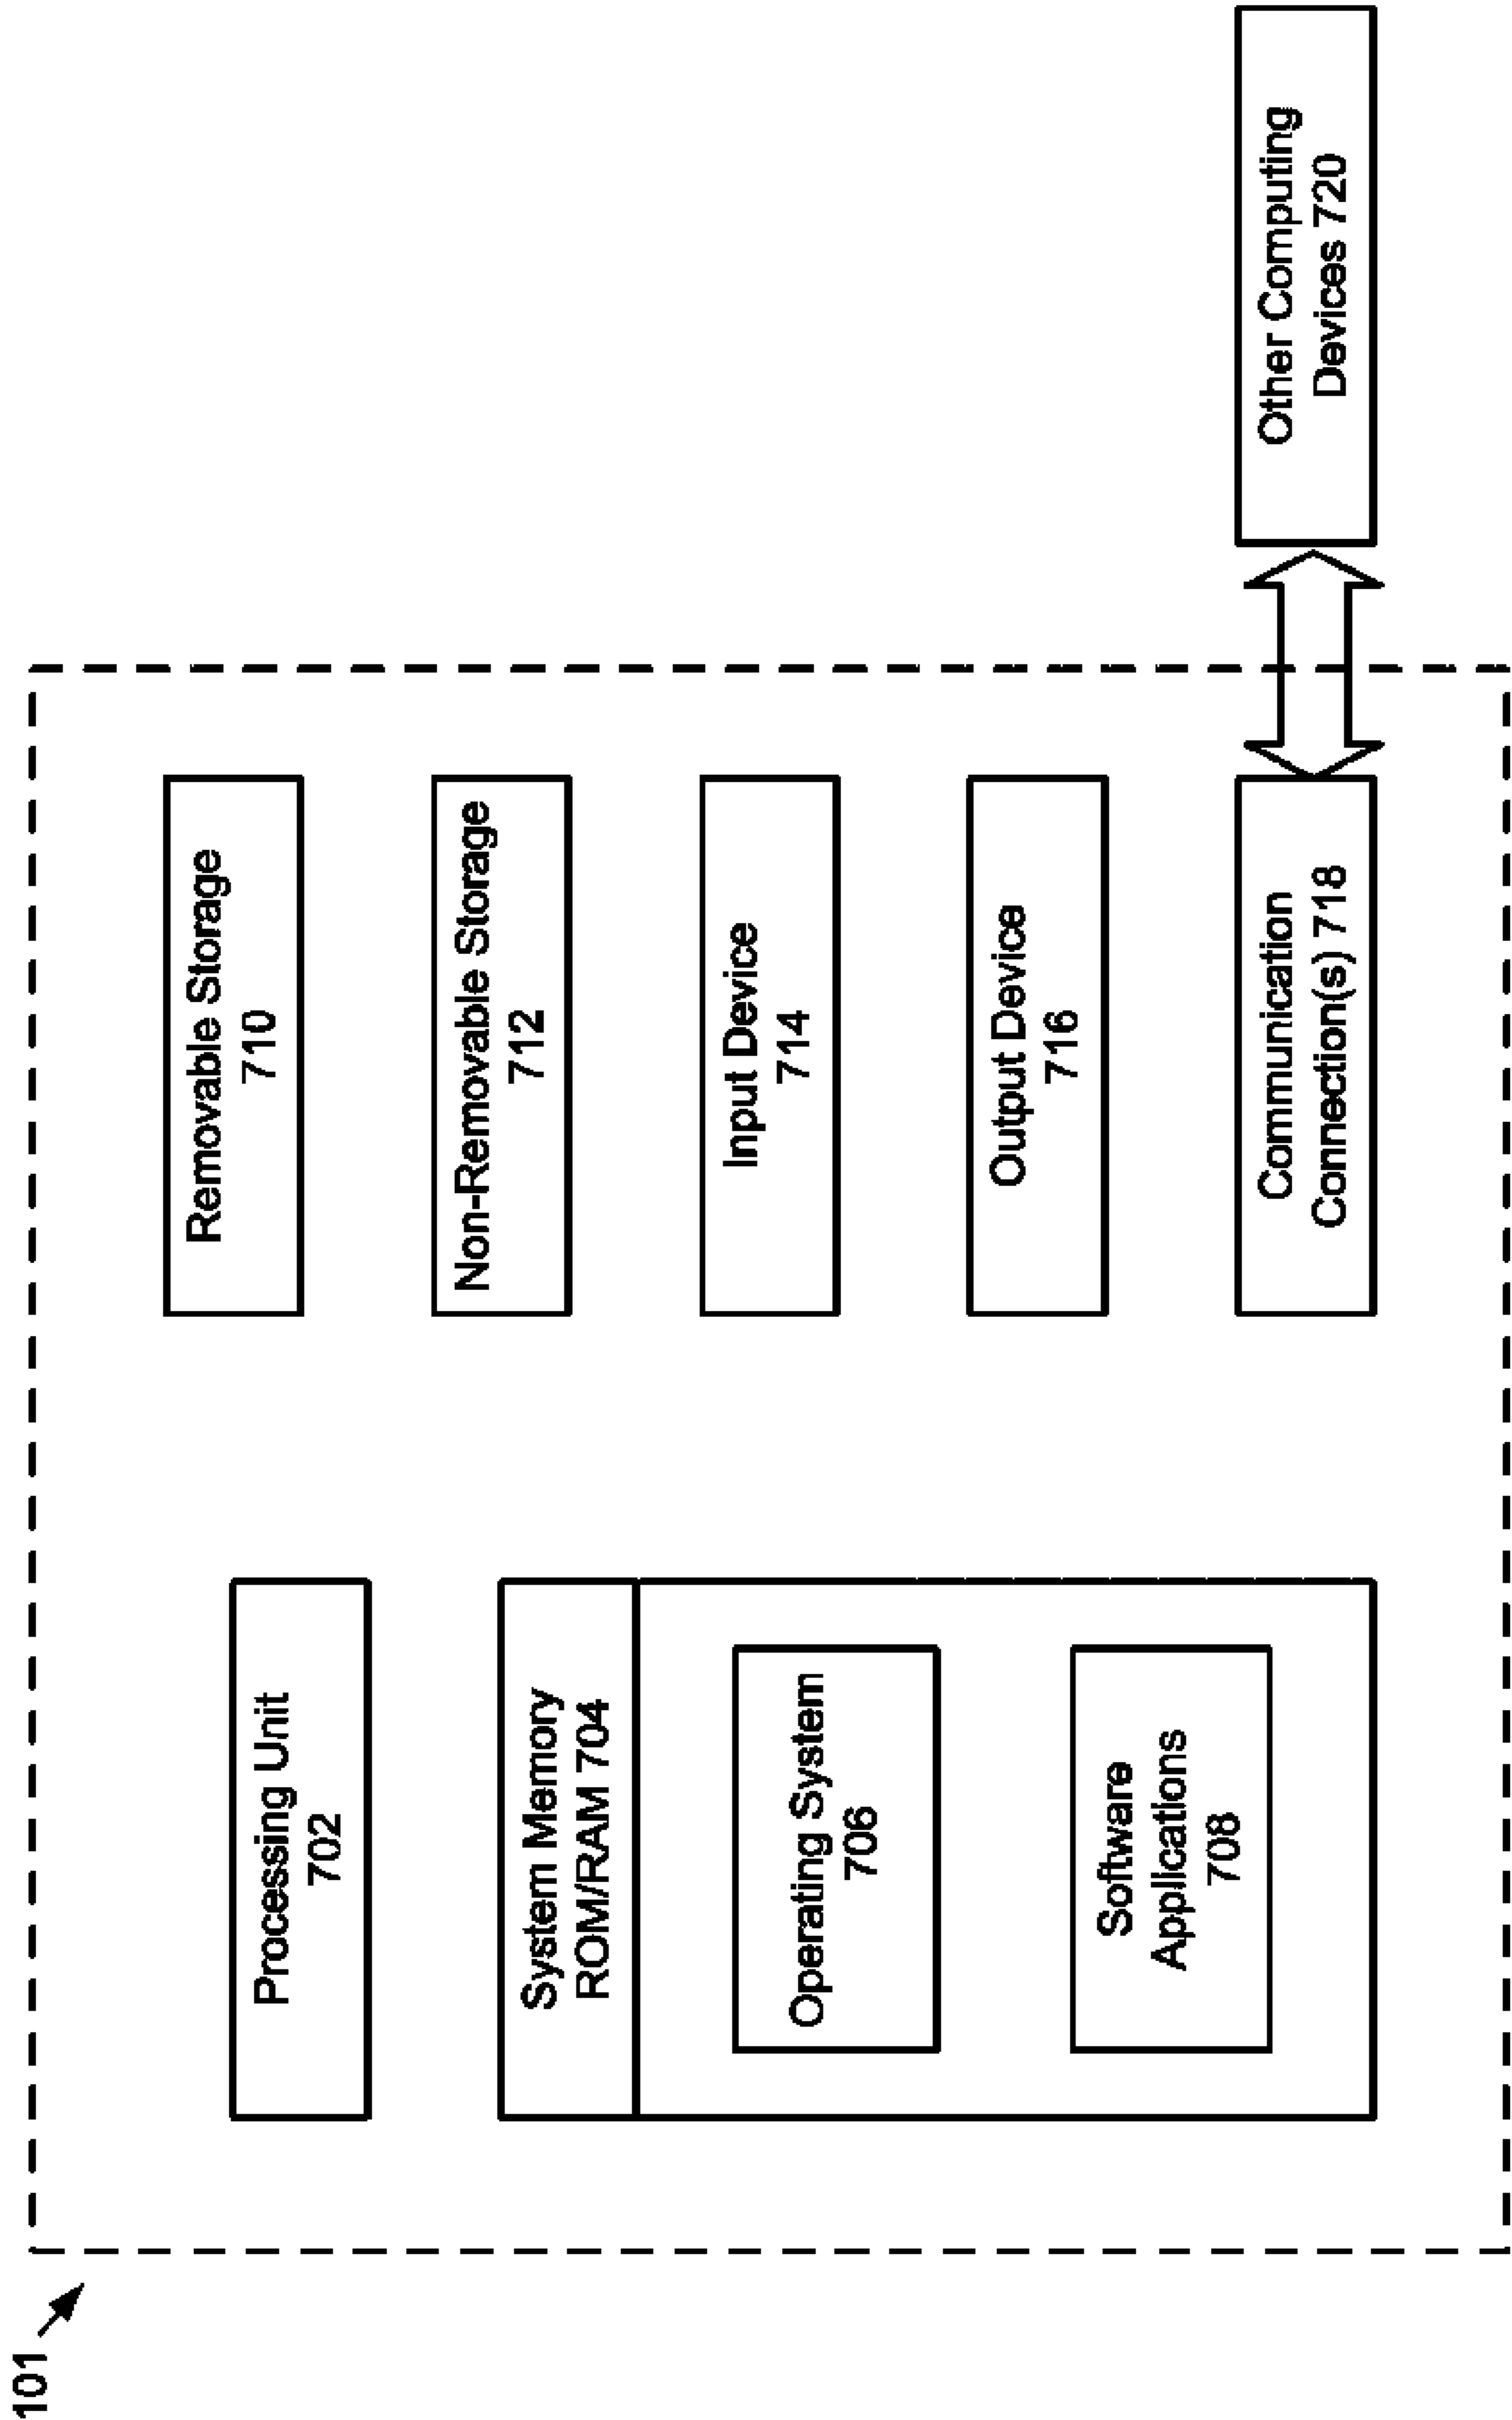 101
Processing Unit
702
System Memory
ROM/RAM 704
Operating System
706
Software
Applications
708
Removable Storage
710
Non-Removable Storage
712
Input Device
714
Output Device
716
Communication
Connection(s) 718
Other Computing
Devices 720